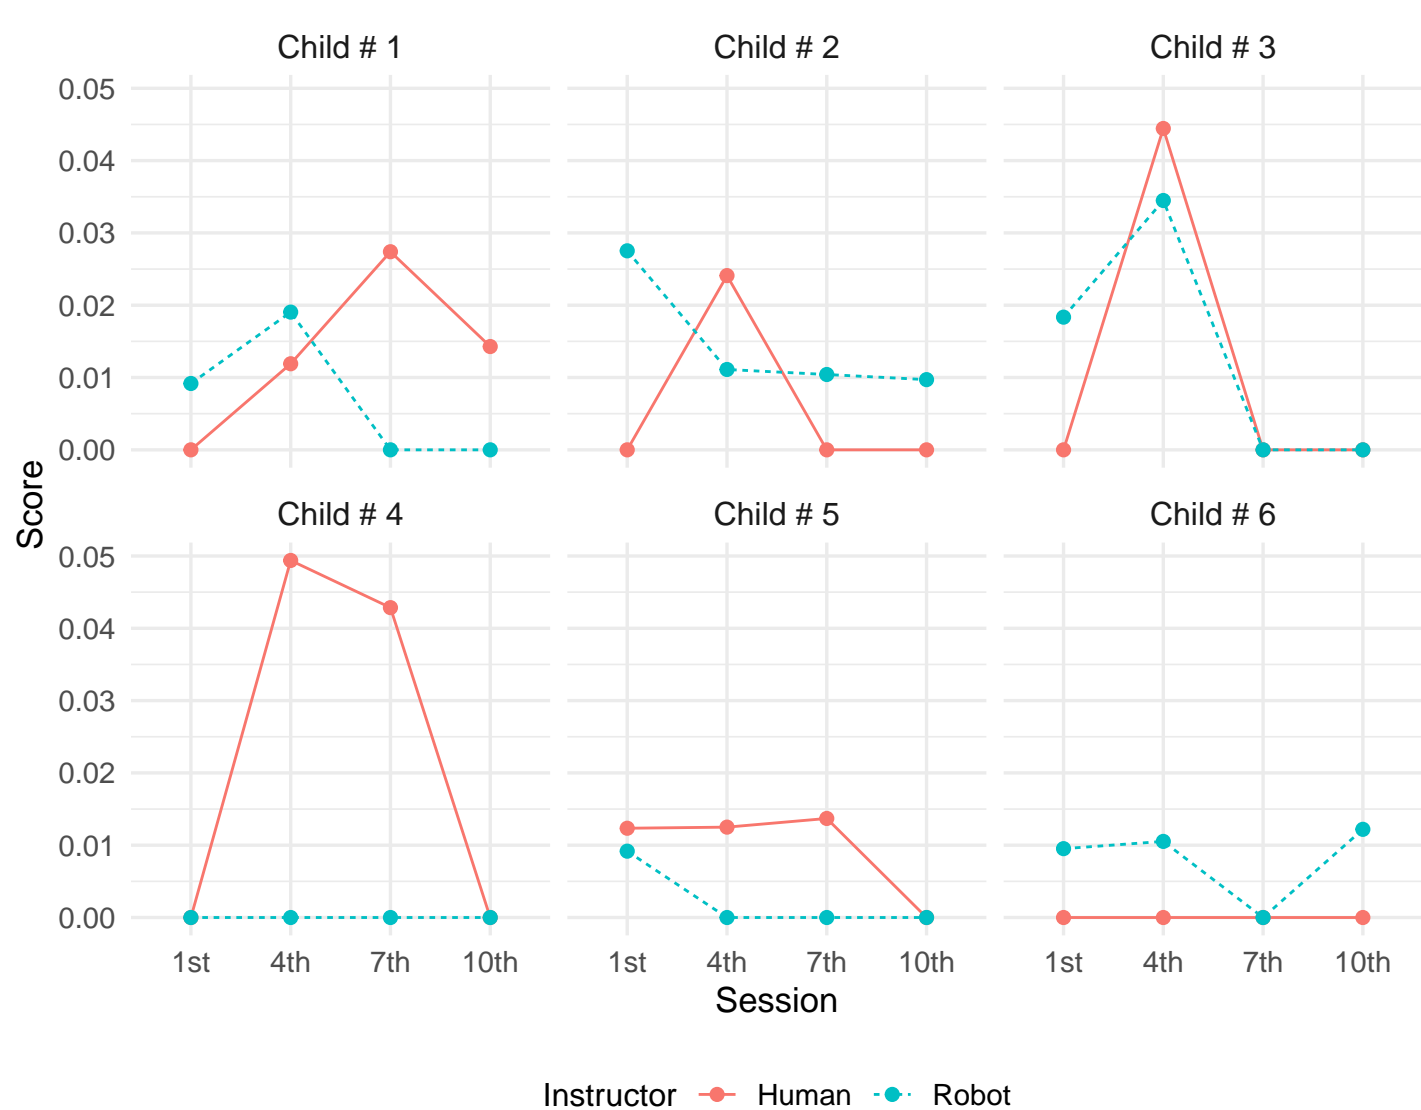 Child # 1
Child # 2
Child # 3
0.05
0.04
0.03
0.02
0.01
0.00
Score
Child # 4
Child # 5
Child # 6
0.05
0.04
0.03
0.02
0.01
0.00
1st 4th 7th 10th
1st 4th 7th 10th
1st 4th 7th 10th
Session
Instructor Human Robot